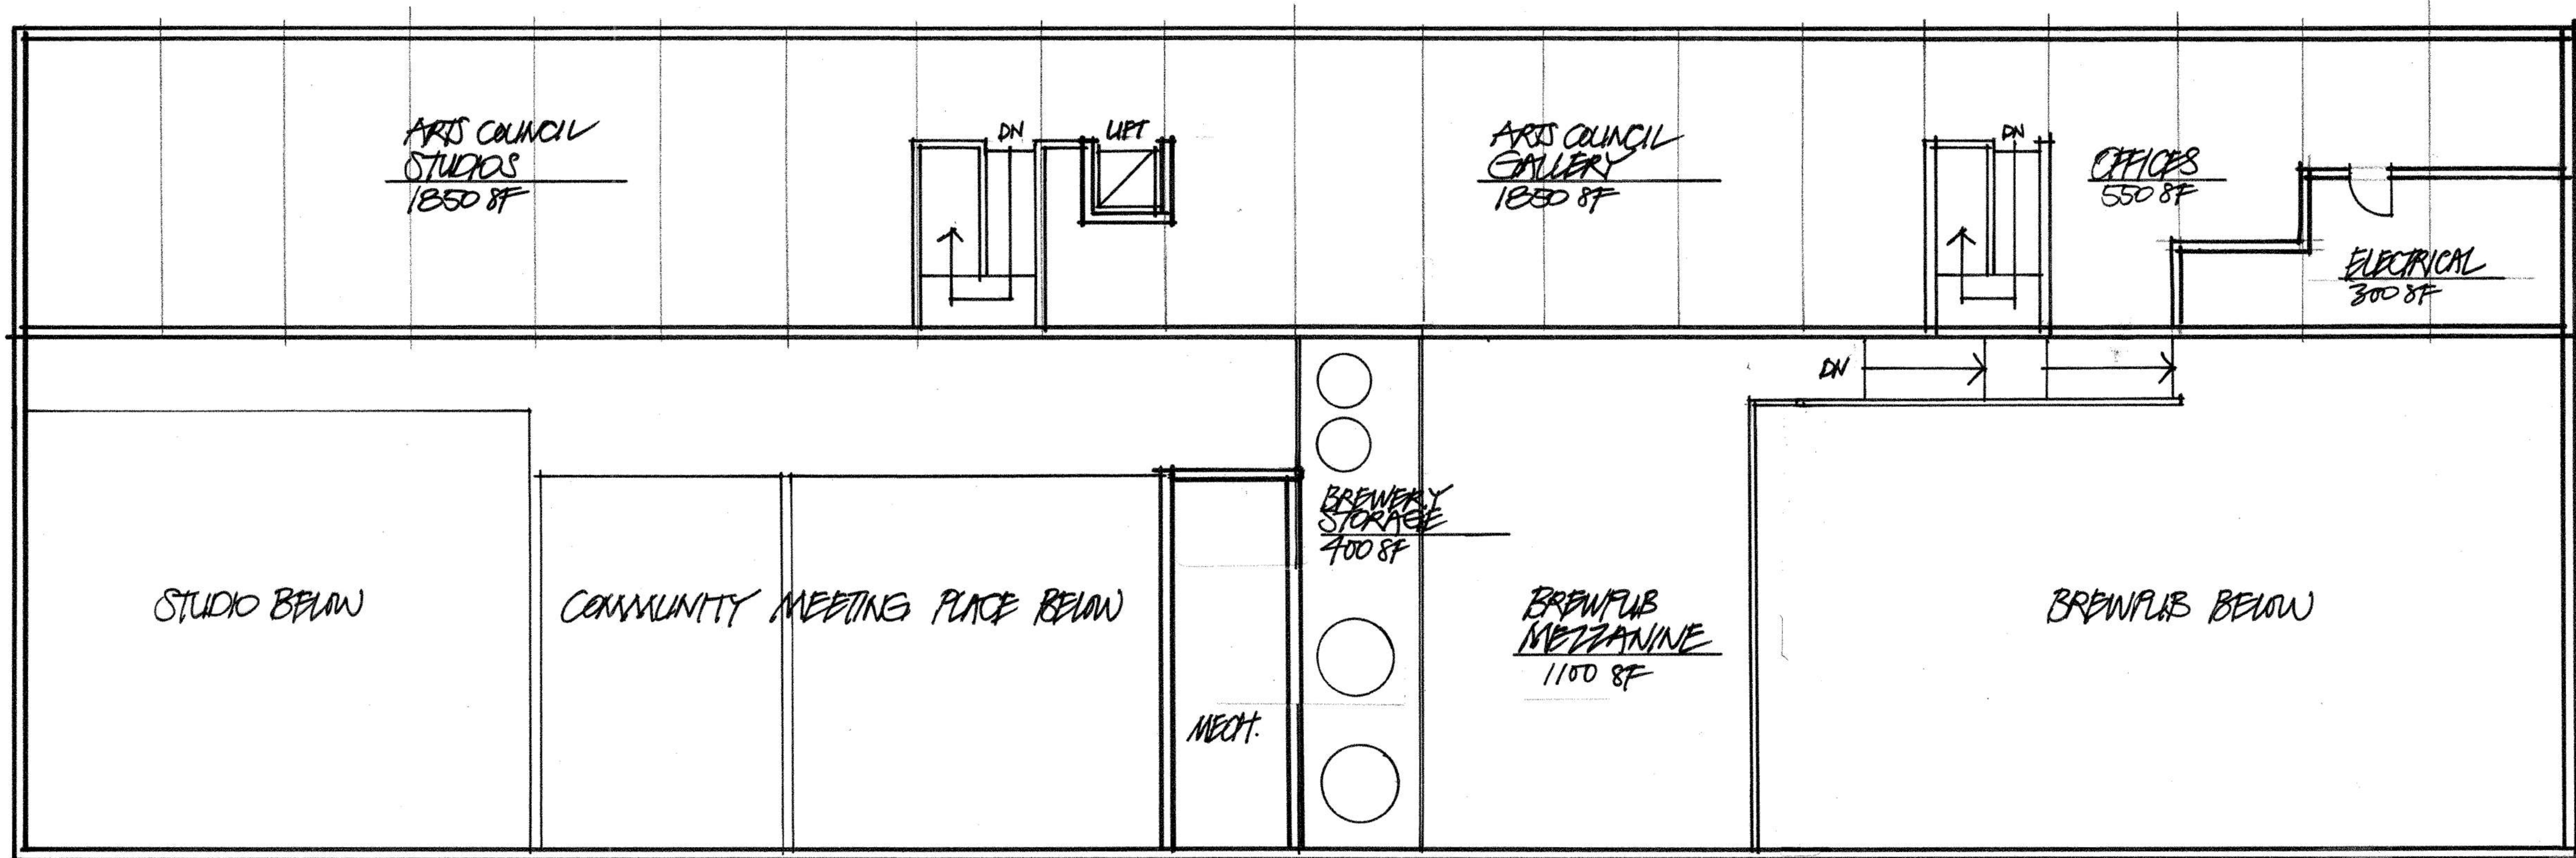 ARTS COUNCIL
STUDIOS
1850 SF
DN
LIFT
ARTS COUNCIL
GALLERY
1850 SF
DN
OFFICES
550 SF
ELECTRICAL
300 SF
DN
STUDIO BELOW
COMMUNITY MEETING PLACE BELOW
MECH.
BREWERY
STORAGE
400 SF
BREWPUB
MEZZANINE
1100 SF
BREWPUB BELOW